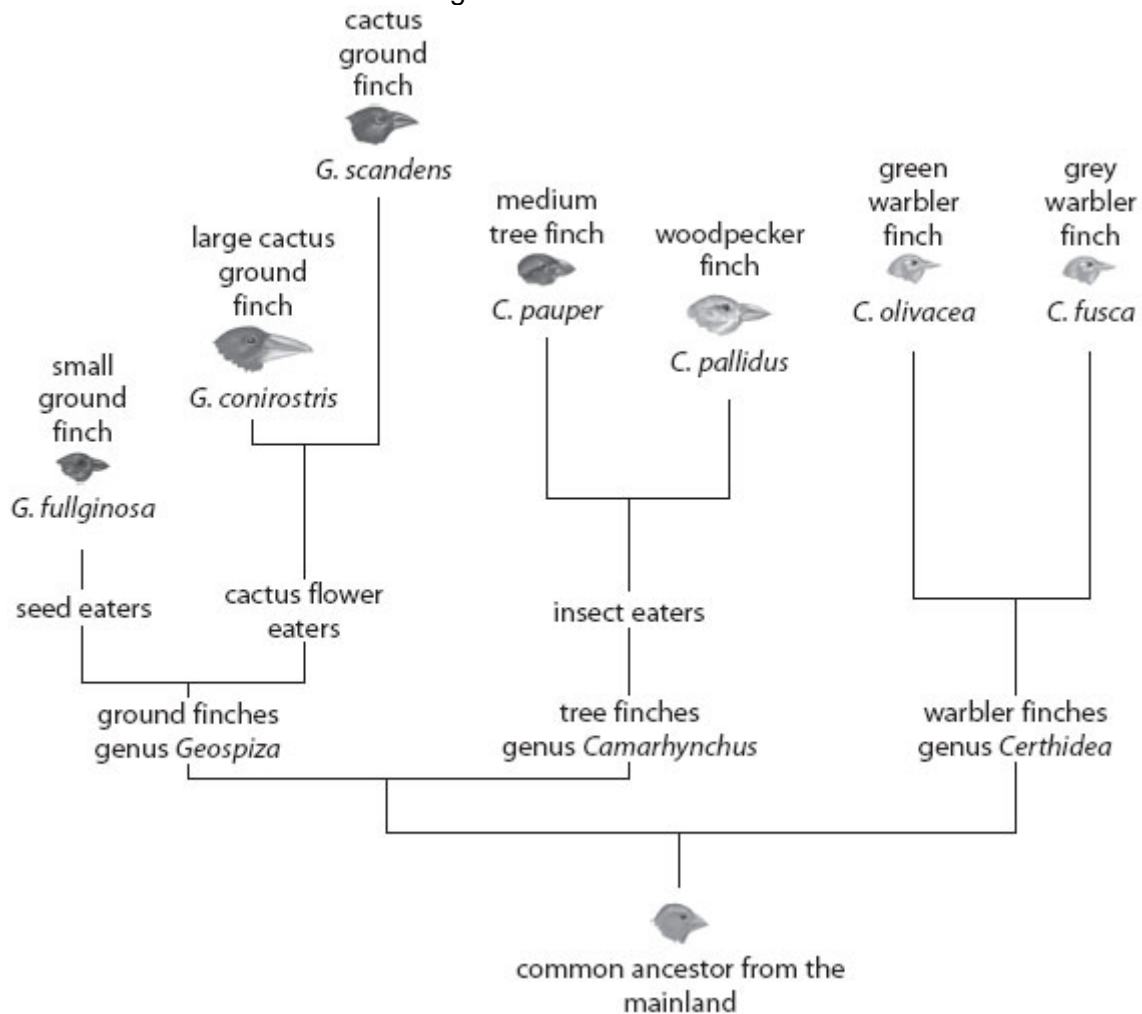 cactus
ground
finch
G. scandens
large cactus
ground
finch
G. conirostris
small
ground
finch
G. fullginosa
medium
tree finch
C. pauper
woodpecker
finch
C. pallidus
green
warbler
finch
C. olivacea
grey
warbler
finch
C. fusca
seed eaters
cactus flower
eaters
insect eaters
ground finches
genus Geospiza
tree finches
genus Camarhynchus
warbler finches
genus Certhidea
common ancestor from the
mainland